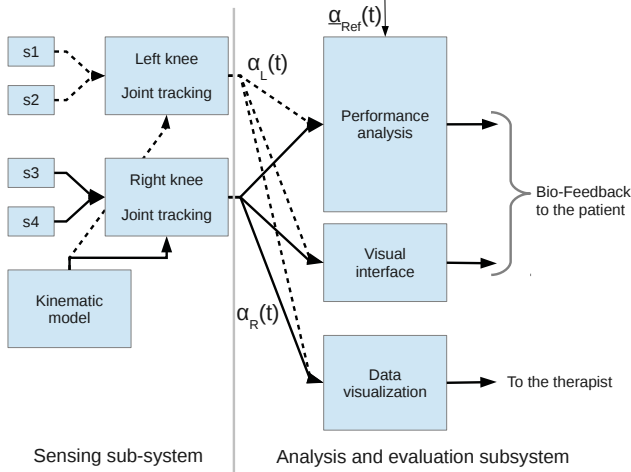 α_Ref(t)
s1
s2
Left knee
Joint tracking
α_L(t)
s3
s4
Right knee
Joint tracking
Kinematic
model
α_R(t)
Performance
analysis
Visual
interface
Data
visualization
Bio-Feedback
to the patient
To the therapist
Sensing sub-system
Analysis and evaluation subsystem